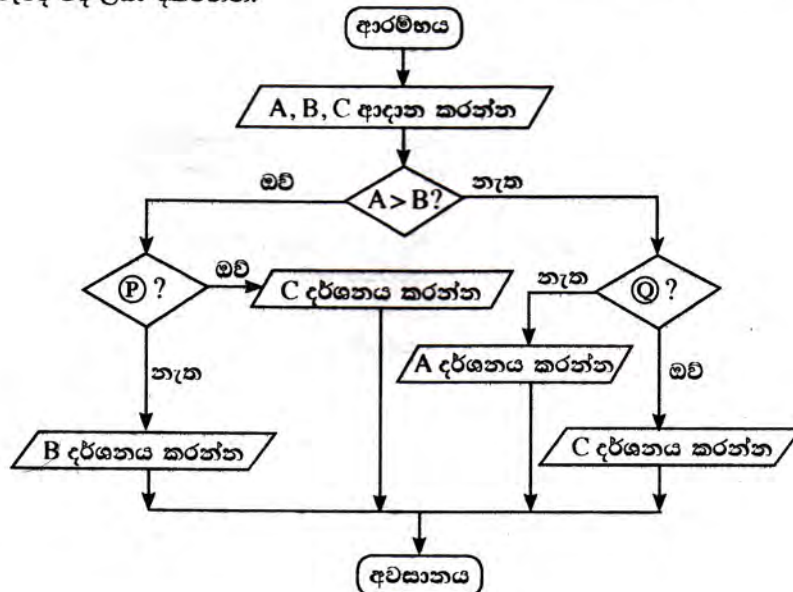 ආරම්භය
A, B, C ආදාන කරන්න
ඔව්
A > B?
නැත
Ⓟ ?
ඔව්
C දර්ශනය කරන්න
නැත
Ⓠ ?
නැත
A දර්ශනය කරන්න
ඔව්
B දර්ශනය කරන්න
C දර්ශනය කරන්න
අවසානය